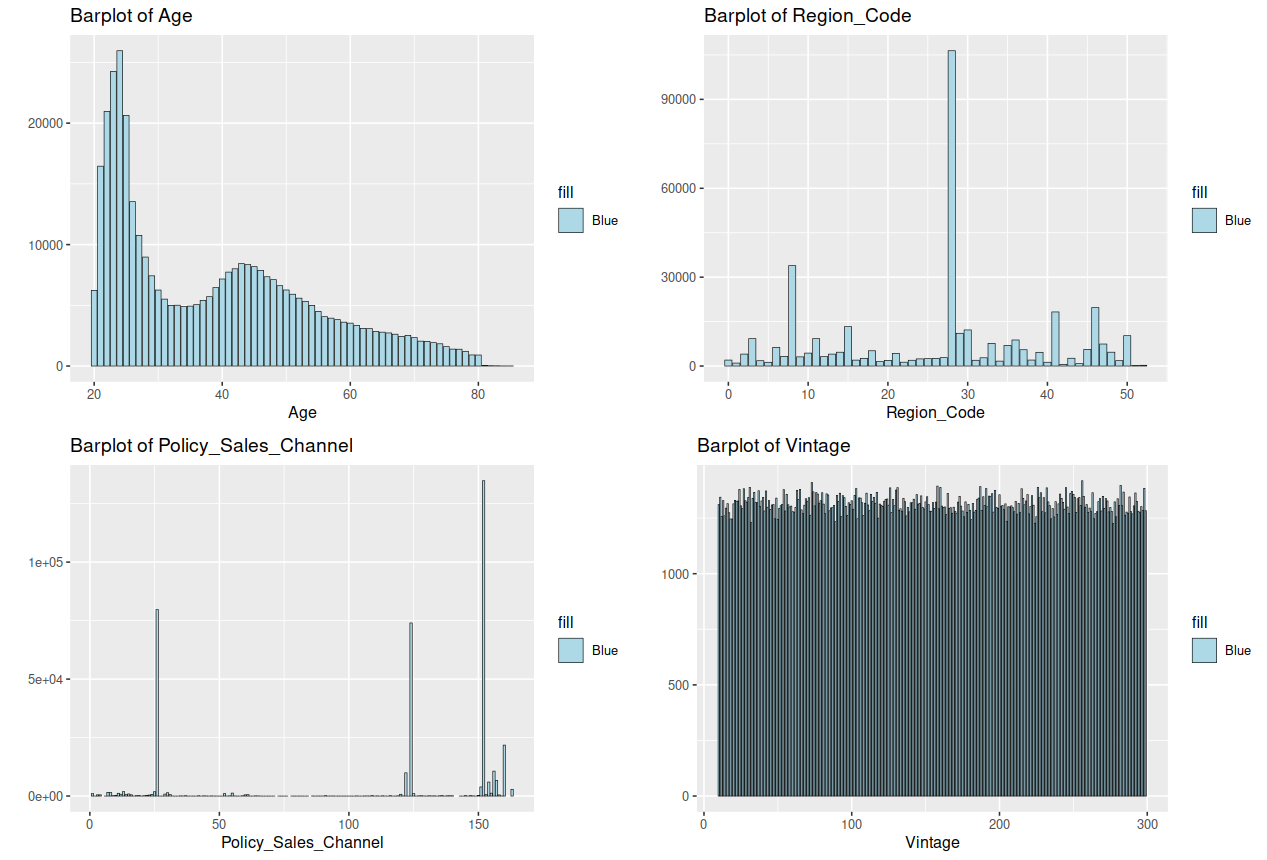 Barplot of Age
20000
10000
0
20 40 60 80
Age
fill
Blue
Barplot of Region_Code
90000
60000
30000
0
0 10 20 30 40 50
Region_Code
fill
Blue
Barplot of Policy_Sales_Channel
1e+05
5e+04
0e+00
0 50 100 150
Policy_Sales_Channel
fill
Blue
Barplot of Vintage
1000
500
0
0 100 200 300
Vintage
fill
Blue